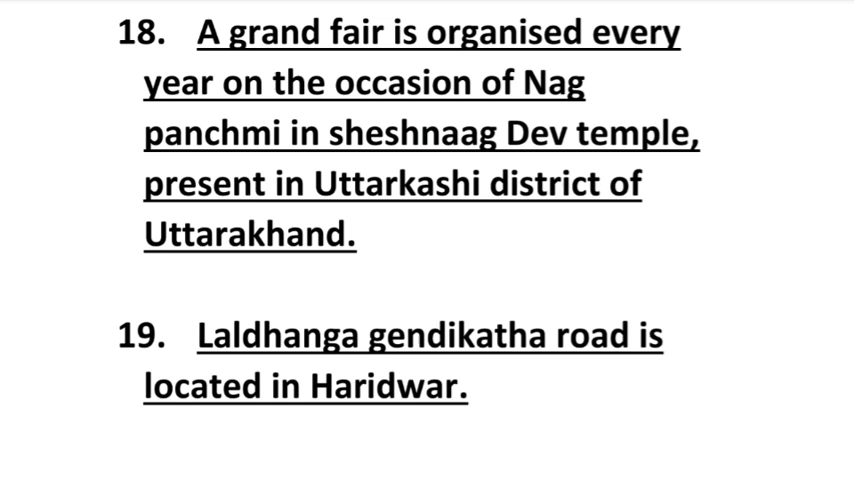 18. A grand fair is organised every
year on the occasion of Nag
panchmi in sheshnaag Dev temple,
present in Uttarkashi district of
Uttarakhand.
19. Laldhanga gendikatha road is
located in Haridwar.